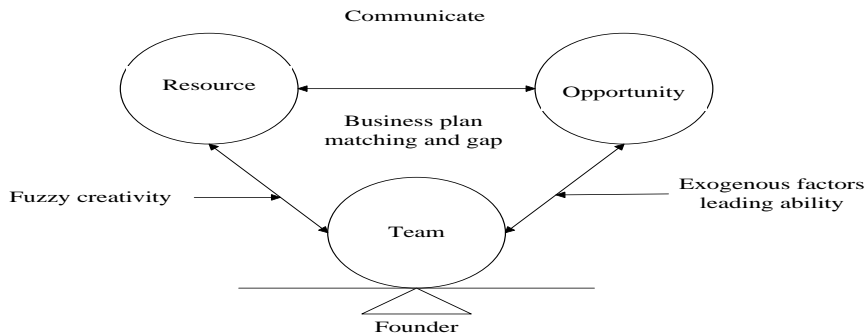 Communicate
Resource
Opportunity
Business plan
matching and gap
Fuzzy creativity
Exogenous factors
leading ability
Team
Founder